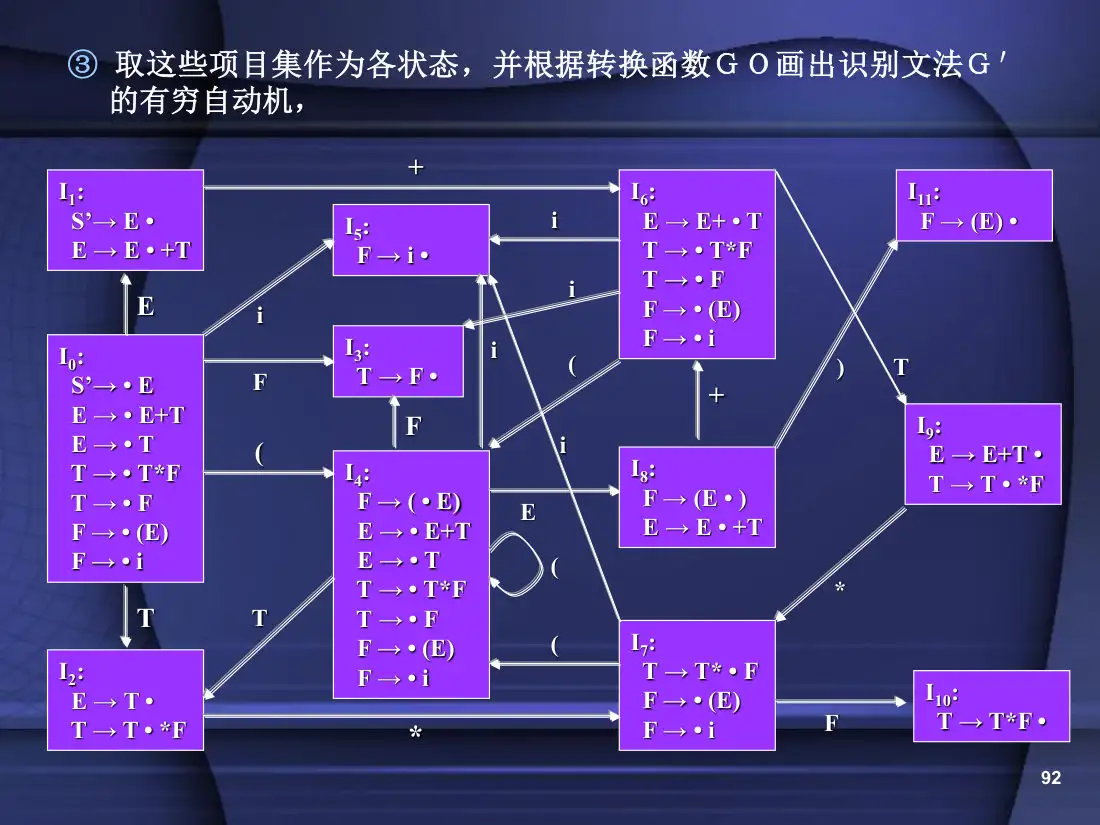 ③ 取这些项目集作为各状态，并根据转换函数ＧＯ画出识别文法Ｇ′
的有穷自动机，
+
I1:
S’→ E •
E → E • +T
I5:
F → i •
I6:
E → E+ • T
T → • T*F
T → • F
F → • (E)
F → • i
I11:
F → (E) •
i
E
i
i
I0:
S’→ • E
E → • E+T
E → • T
T → • T*F
T → • F
F → • (E)
F → • i
F
I3:
T → F •
i
(
)
T
+
F
(
i
I9:
E → E+T •
T → T • *F
I4:
F → ( • E)
E → • E+T
E → • T
T → • T*F
T → • F
F → • (E)
F → • i
I8:
F → (E • )
E → E • +T
E
(
*
T
T
(
I2:
E → T •
T → T • *F
I7:
T → T* • F
F → • (E)
F → • i
I10:
T → T*F •
F
*
92